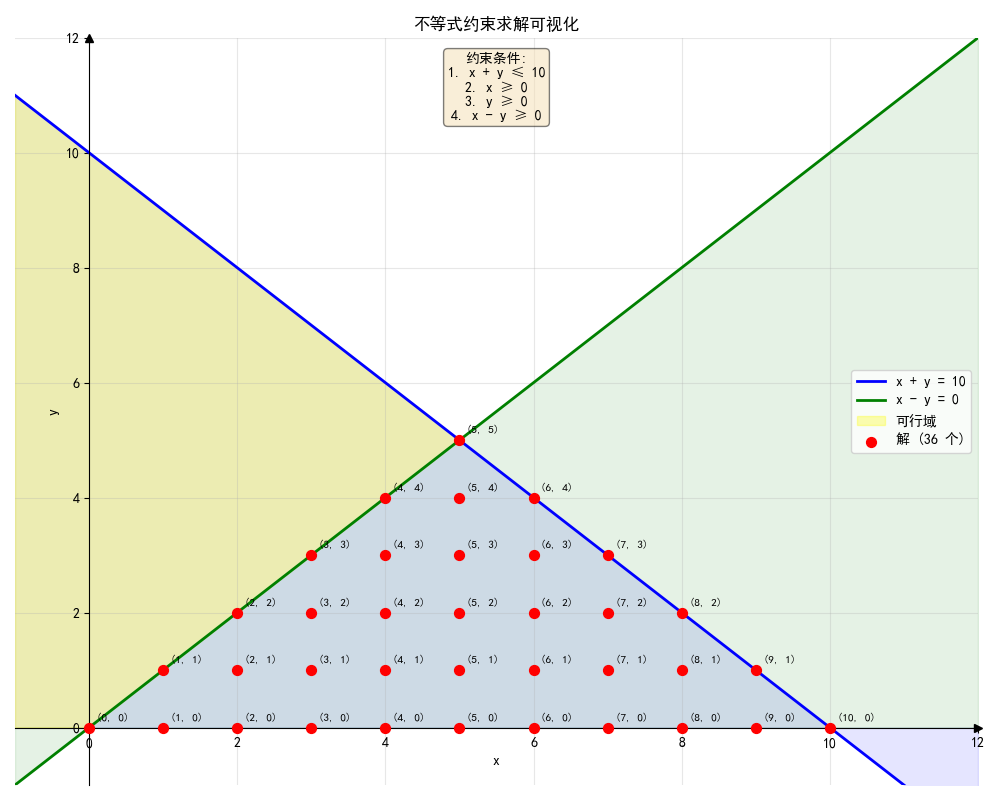 不等式约束求解可视化
12
约束条件:
1. x + y ≤ 10
2. x ≥ 0
3. y ≥ 0
4. x − y ≥ 0
10
8
6
x + y = 10
x − y = 0
可行域
解 (36 个)
y
(5, 5)
4
(4, 4) (5, 4) (6, 4)
(3, 3) (4, 3) (5, 3) (6, 3) (7, 3)
2
(2, 2) (3, 2) (4, 2) (5, 2) (6, 2) (7, 2) (8, 2)
(1, 1) (2, 1) (3, 1) (4, 1) (5, 1) (6, 1) (7, 1) (8, 1) (9, 1)
0
(0, 0) (1, 0) (2, 0) (3, 0) (4, 0) (5, 0) (6, 0) (7, 0) (8, 0) (9, 0) (10, 0)
0 2 4 6 8 10 12
x